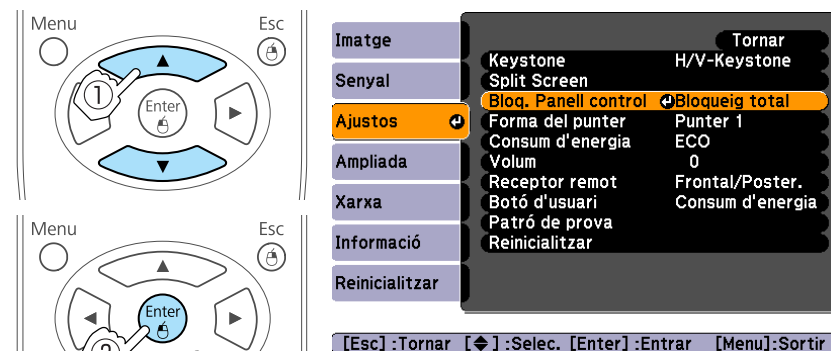 Menu Esc
①
Enter
Menu Esc
Enter
Imatge
Senyal
Ajustos
Ampliada
Xarxa
Informació
Reinicialitzar
Tornar
Keystone H/V-Keystone
Split Screen
Bloq. Panell control Bloqueig total
Forma del punter Punter 1
Consum d'energia ECO
Volum 0
Receptor remot Frontal/Poster.
Botó d'usuari Consum d'energia
Patró de prova
Reinicialitzar
[Esc] :Tornar [◆] :Selec. [Enter] :Entrar [Menu]:Sortir